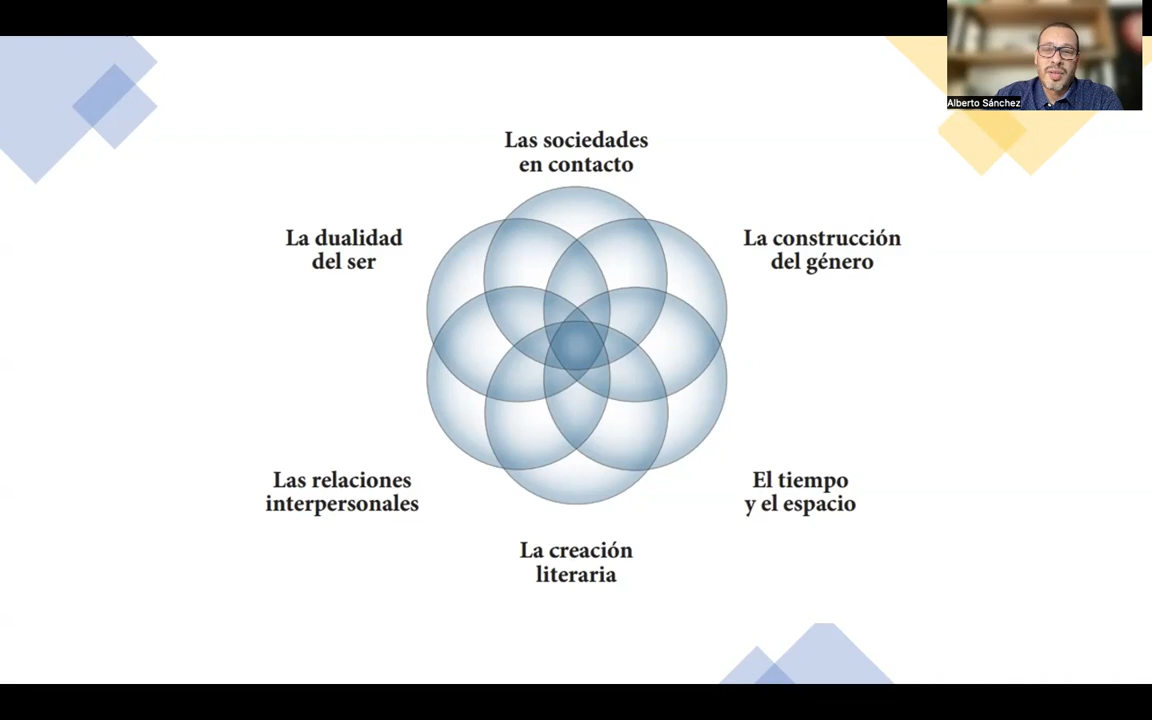 Alberto Sánchez
Las sociedades
en contacto
La dualidad
del ser
La construcción
del género
Las relaciones
interpersonales
El tiempo
y el espacio
La creación
literaria